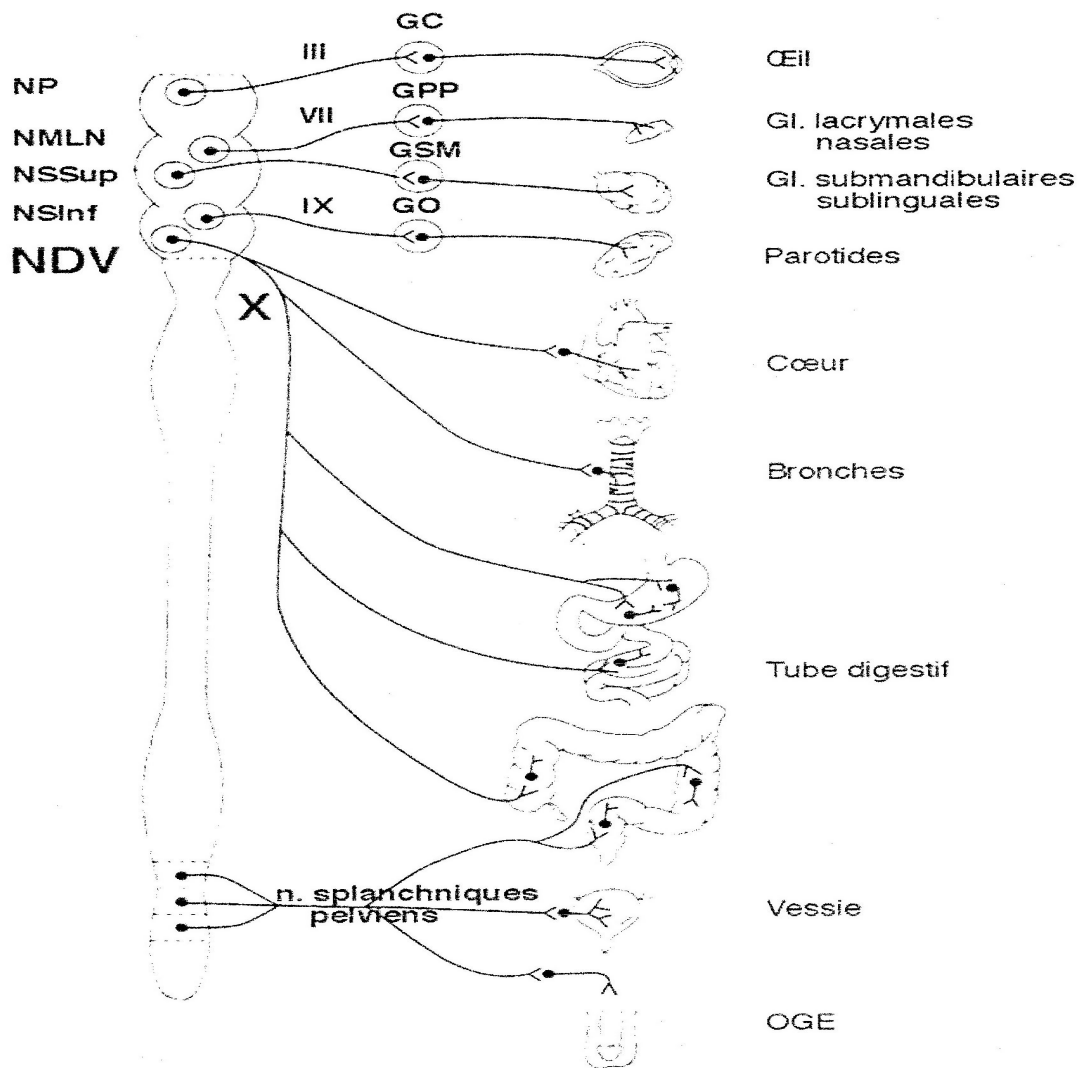 GC
III
Œil
NP
GPP
VII
Gl. lacrymales
nasales
NMLN
GSM
NSSup
Gl. submandibulaires
sublinguales
NSInf
IX
GO
NDV
Parotides
X
Cœur
Bronches
Tube digestif
n. splanchniques
pelviens
Vessie
OGE